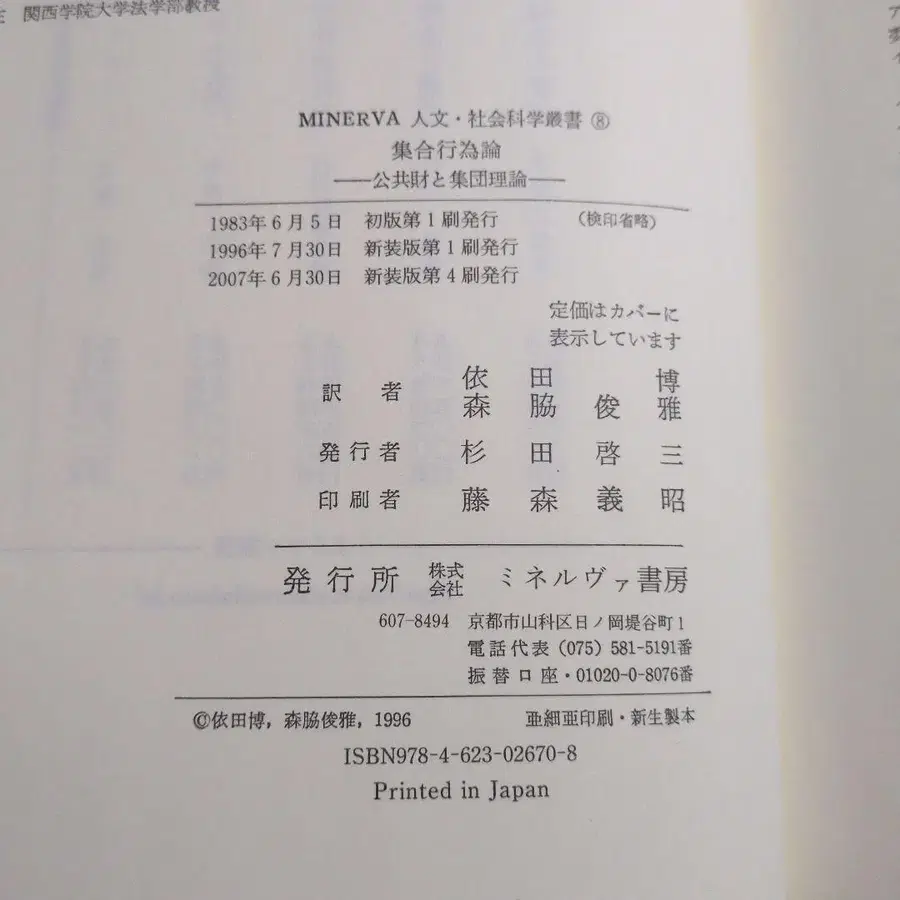 関西学院大学法学部教授
MINERVA 人文・社会科学叢書 ⑧
集合行為論
——公共財と集団理論——
1983年6月5日 初版第1刷発行 (検印省略)
1996年7月30日 新装版第1刷発行
2007年6月30日 新装版第4刷発行
定価はカバーに
表示しています
訳者 依田博
森脇俊雅
発行者 杉田啓三
印刷者 藤森義昭
発行所 株式会社 ミネルヴァ書房
607-8494 京都市山科区日ノ岡堤谷町1
電話代表 (075) 581-5191番
振替口座・01020-0-8076番
©依田博, 森脇俊雅, 1996 亜細亜印刷・新生製本
ISBN978-4-623-02670-8
Printed in Japan